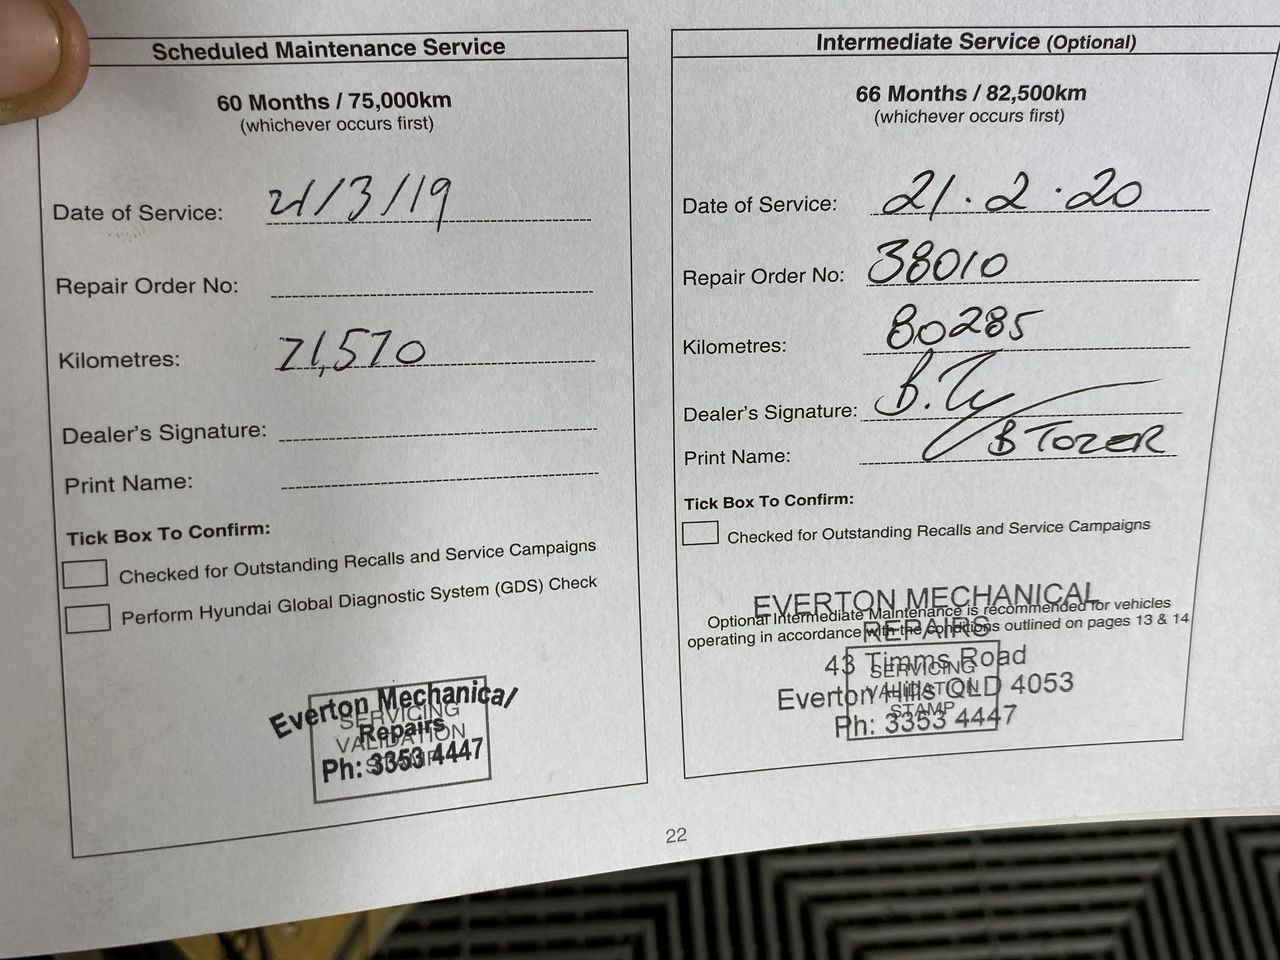 Scheduled Maintenance Service
60 Months / 75,000km
(whichever occurs first)
Date of Service: 21/3/19
Repair Order No:
Kilometres: 71,570
Dealer's Signature:
Print Name:
Tick Box To Confirm:
Checked for Outstanding Recalls and Service Campaigns
Perform Hyundai Global Diagnostic System (GDS) Check
Everton Mechanical
Repairs
Ph: 3353 4447
SERVICING
VALIDATION
STAMP
Intermediate Service (Optional)
66 Months / 82,500km
(whichever occurs first)
Date of Service: 21.2.20
Repair Order No: 38010
Kilometres: 80285
Dealer's Signature: B.
Print Name: B TOZER
Tick Box To Confirm:
Checked for Outstanding Recalls and Service Campaigns
Optional Intermediate Maintenance is recommended for vehicles
operating in accordance with the conditions outlined on pages 13 & 14
EVERTON MECHANICAL
REPAIRS
43 Timms Road
Everton Hills QLD 4053
Ph: 3353 4447
SERVICING
VALIDATION
STAMP
22